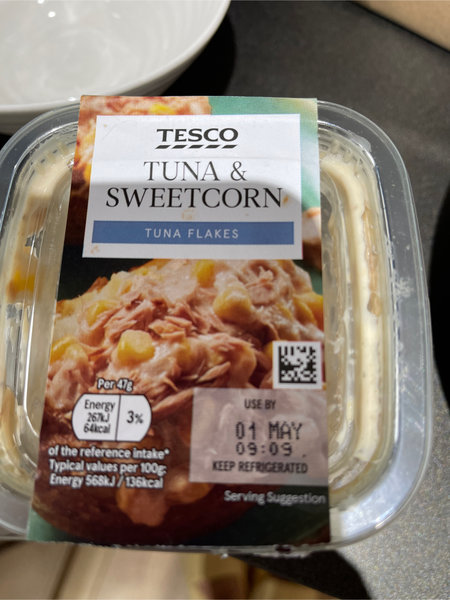 TESCO
TUNA &
SWEETCORN
TUNA FLAKES
Per 47g
Energy
267kJ
64kcal
3%
of the reference intake*
Typical values per 100g:
Energy 568kJ / 136kcal
USE BY
01 MAY
09:09
KEEP REFRIGERATED
Serving Suggestion